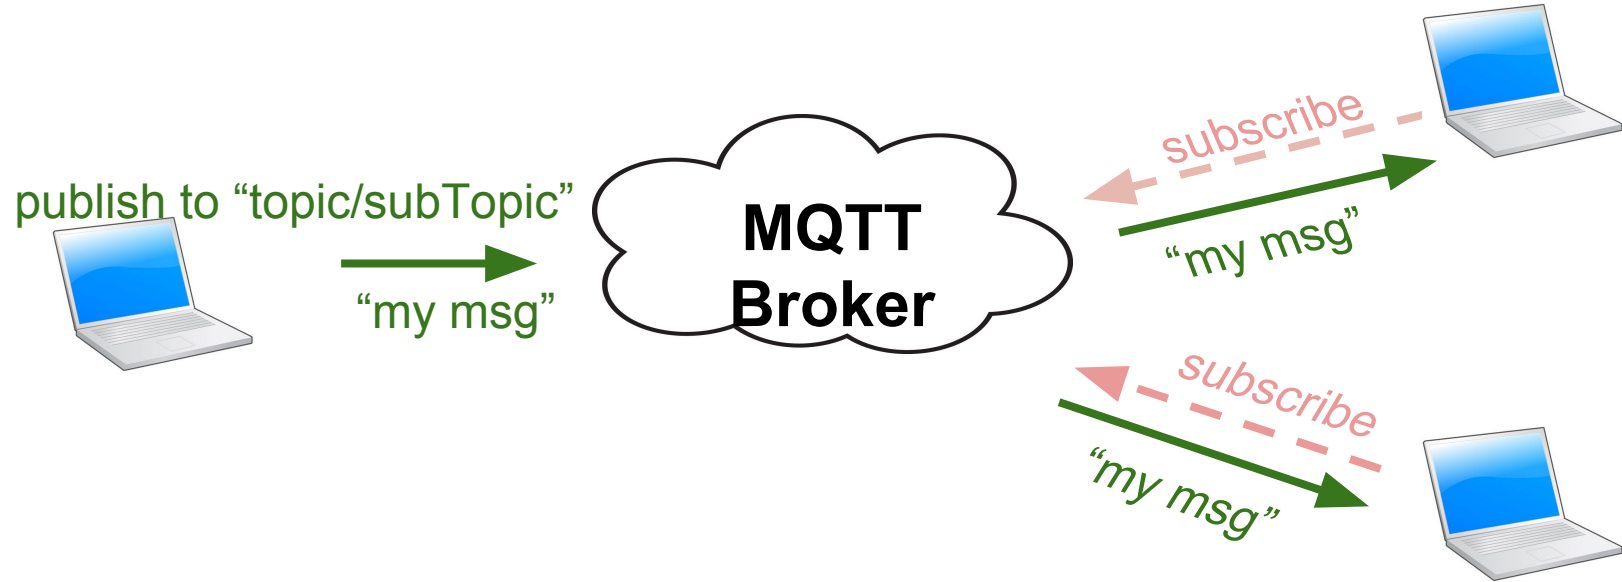 publish to “topic/subTopic”
“my msg”
MQTT
Broker
subscribe
“my msg”
subscribe
“my msg”